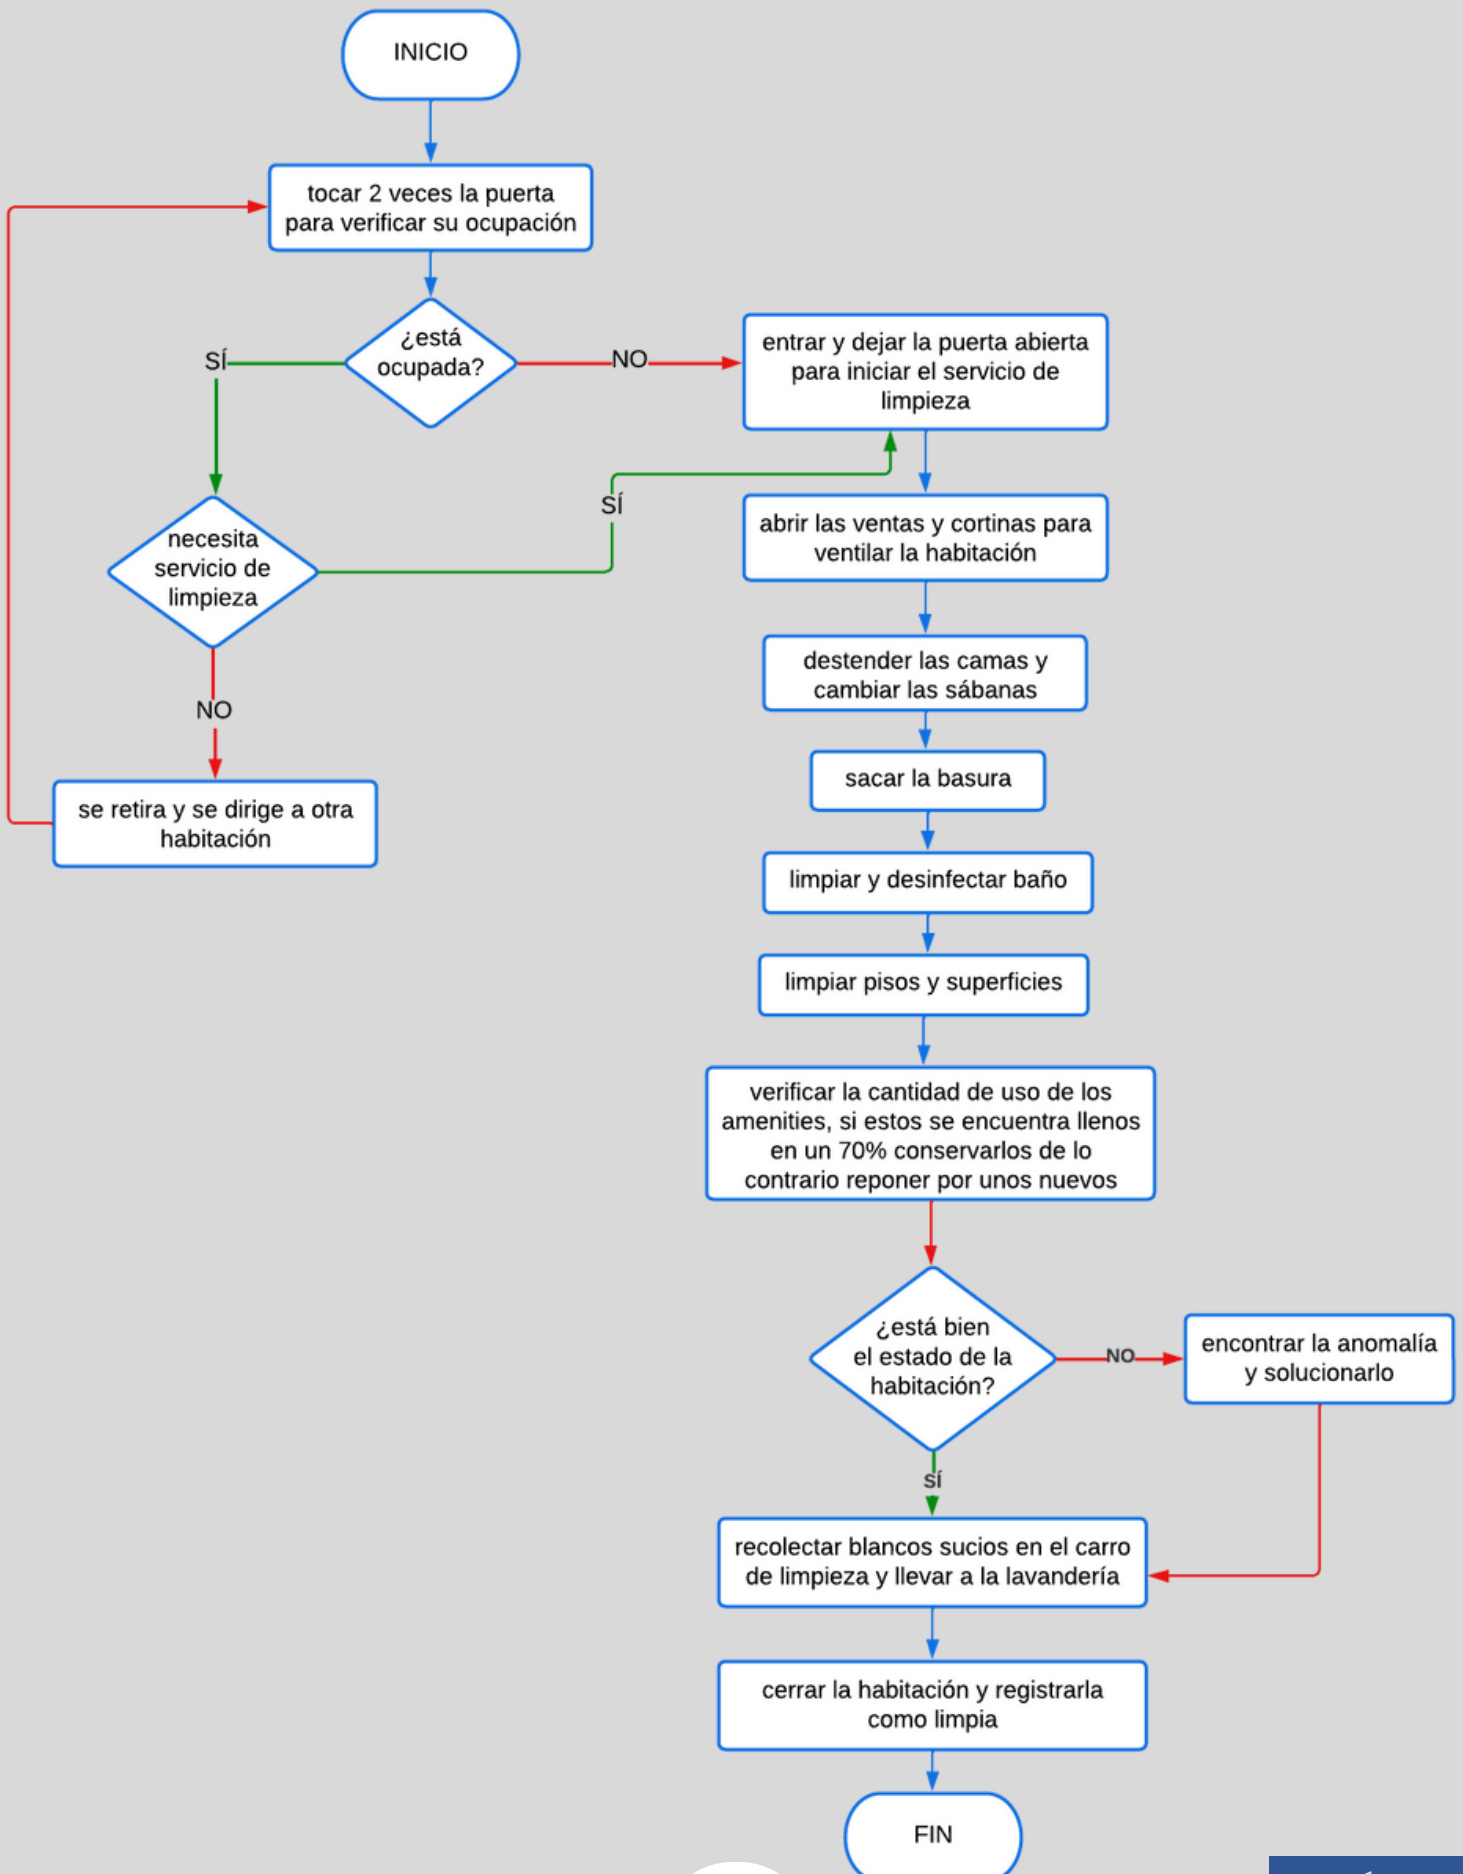 INICIO
tocar 2 veces la puerta
para verificar su ocupación
¿está
ocupada?
SÍ
NO
entrar y dejar la puerta abierta
para iniciar el servicio de
limpieza
necesita
servicio de
limpieza
SÍ
NO
se retira y se dirige a otra
habitación
abrir las ventas y cortinas para
ventilar la habitación
destender las camas y
cambiar las sábanas
sacar la basura
limpiar y desinfectar baño
limpiar pisos y superficies
verificar la cantidad de uso de los
amenities, si estos se encuentra llenos
en un 70% conservarlos de lo
contrario reponer por unos nuevos
¿está bien
el estado de la
habitación?
NO
encontrar la anomalía
y solucionarlo
SÍ
recolectar blancos sucios en el carro
de limpieza y llevar a la lavandería
cerrar la habitación y registrarla
como limpia
FIN